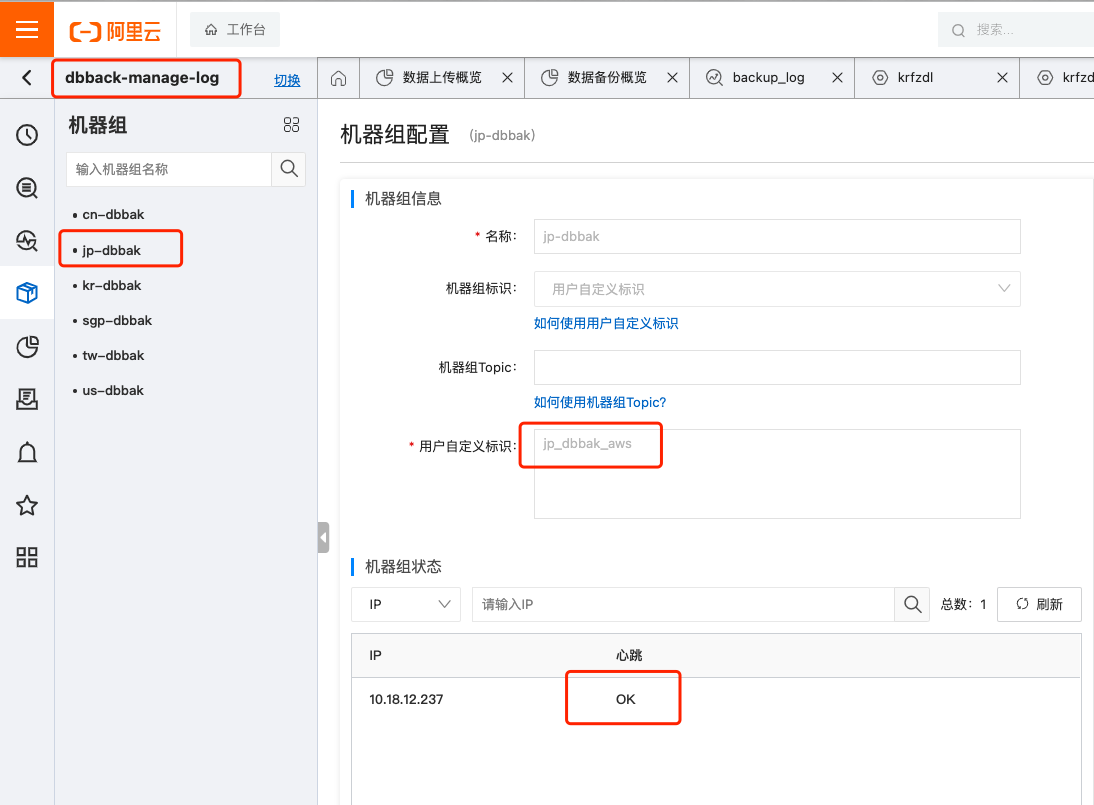 阿里云
工作台
搜索...
dbback-manage-log
切换
数据上传概览
数据备份概览
backup_log
krfzdl
krfzd
机器组
输入机器组名称
cn-dbbak
jp-dbbak
kr-dbbak
sgp-dbbak
tw-dbbak
us-dbbak
机器组配置 (jp-dbbak)
机器组信息
* 名称: jp-dbbak
机器组标识: 用户自定义标识
如何使用用户自定义标识
机器组Topic:
如何使用机器组Topic?
* 用户自定义标识: jp_dbbak_aws
机器组状态
IP 请输入IP 总数: 1 刷新
IP 心跳
10.18.12.237 OK